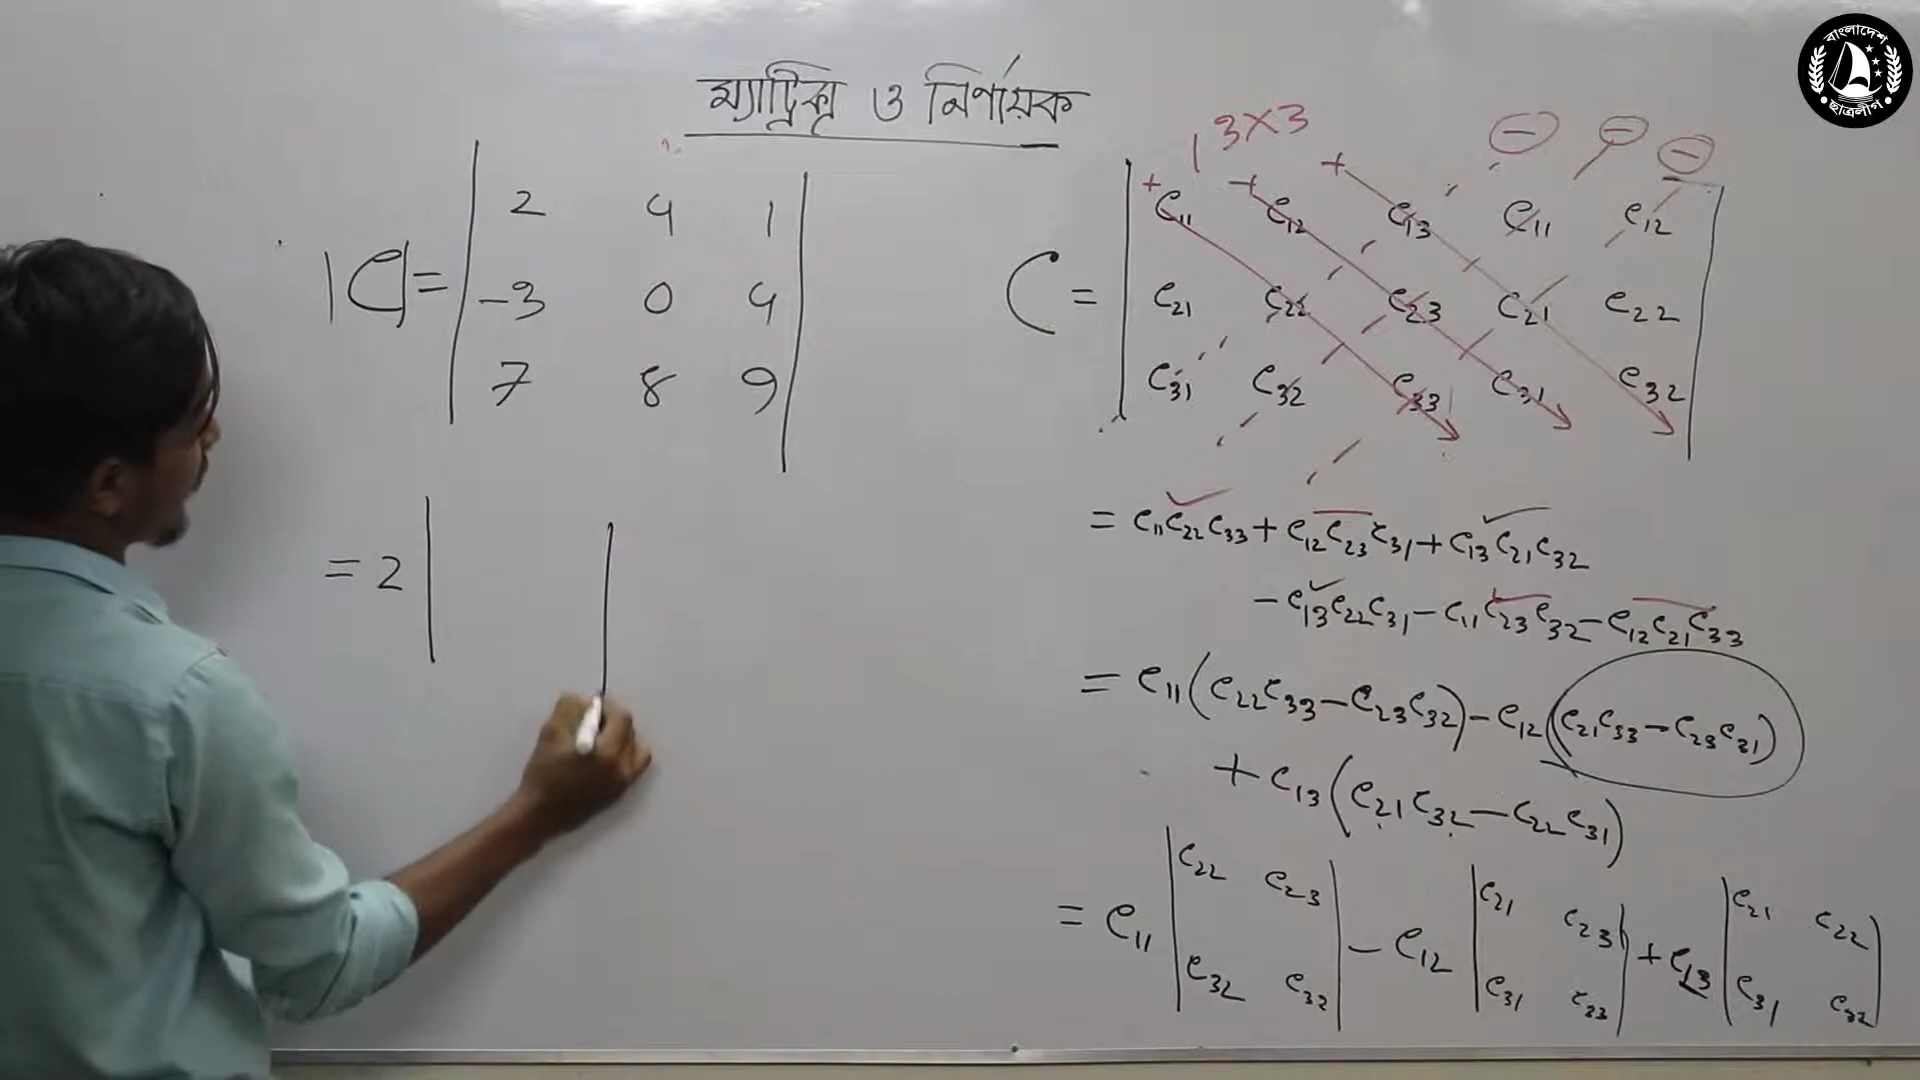 ম্যাট্রিক্স ও নির্ণায়ক
বাংলাদেশ
ছাত্রলীগ
|C| = | 2 4 1 |
| -3 0 4 |
| 7 8 9 |
= 2 | |
3×3
+ + + - - -
C = | c₁₁ c₁₂ c₁₃ c₁₁ c₁₂ |
| c₂₁ c₂₂ c₂₃ c₂₁ c₂₂ |
| c₃₁ c₃₂ c₃₃ c₃₁ c₃₂ |
= c₁₁c₂₂c₃₃ + c₁₂c₂₃c₃₁ + c₁₃c₂₁c₃₂
- c₁₃c₂₂c₃₁ - c₁₁c₂₃c₃₂ - c₁₂c₂₁c₃₃
= c₁₁(c₂₂c₃₃ - c₂₃c₃₂) - c₁₂(c₂₁c₃₃ - c₂₃c₃₁)
+ c₁₃(c₂₁c₃₂ - c₂₂c₃₁)
= c₁₁ | c₂₂ c₂₃ | - c₁₂ | c₂₁ c₂₃ | + c₁₃ | c₂₁ c₂₂ |
| c₃₂ c₃₃ | | c₃₁ c₃₃ | | c₃₁ c₃₂ |